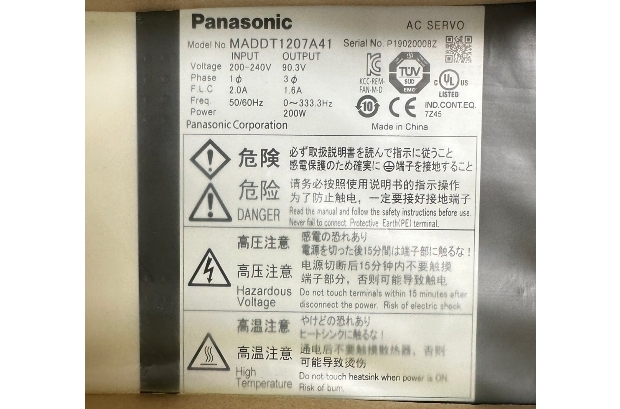 Panasonic
AC SERVO
Model No. MADDT1207A41 Serial No. P19020008Z
INPUT OUTPUT
Voltage 200-240V 90.3V
Phase 1ϕ 3ϕ
F.L.C 2.0A 1.6A
Freq. 50/60Hz 0~333.3Hz
Power 200W
KCC-REM-
FAN-M-D
TÜV
SUD
EMC
c UL us
LISTED
10
CE
IND.CONT.EQ.
7Z45
Panasonic Corporation
Made in China
危険
必ず取扱説明書を読んで指示に従うこと
感電保護のため確実に⏚端子を接地すること
危险
请务必按照使用说明书的指示操作
为了防止触电，一定要接好接地端子
DANGER
Read the manual and follow the safety instructions before use.
Never fail to connect Protective Earth(PE) terminal.
高圧注意
感電の恐れあり
電源を切った後15分間は端子部に触るな!
高压注意
电源切断后15分钟内不要触摸
端子部分，否则可能导致触电
Hazardous
Voltage
Do not touch terminals within 15 minutes after
disconnect the power. Risk of electric shock.
高温注意
やけどの恐れあり
ヒートシンクに触るな!
高温注意
通电后不要触摸散热器，否则
可能导致烫伤
High
Temperature
Do not touch heatsink when power is ON.
Risk of burn.